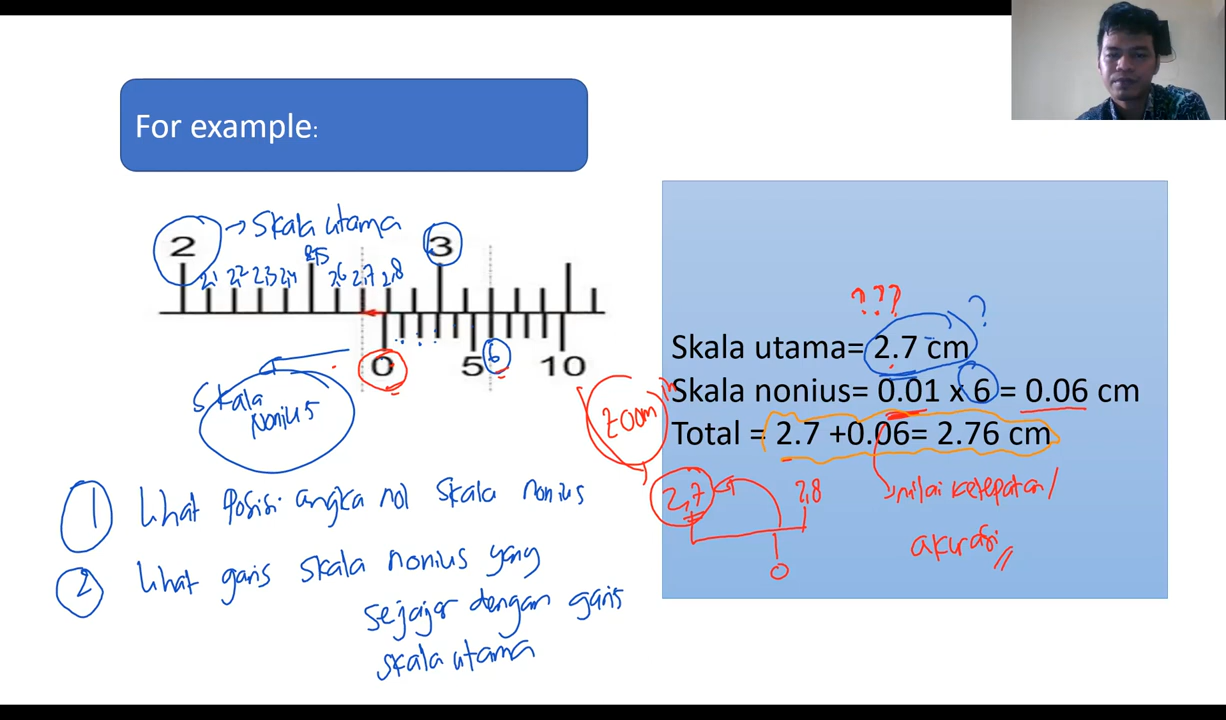 For example:
2 → Skala utama 3
2,1 2,2 2,3 2,4 2,5 2,6 2,7 2,8
0 5 6 10
Skala
nonius
zoom
1 lihat posisi angka nol skala nonius
2 lihat garis skala nonius yang
sejajar dengan garis
skala utama
??? ?
Skala utama= 2.7 cm
Skala nonius= 0.01 x 6 = 0.06 cm
Total = 2.7 +0.06= 2.76 cm
2,7 2,8
0
nilai ketepatan/
akurasi